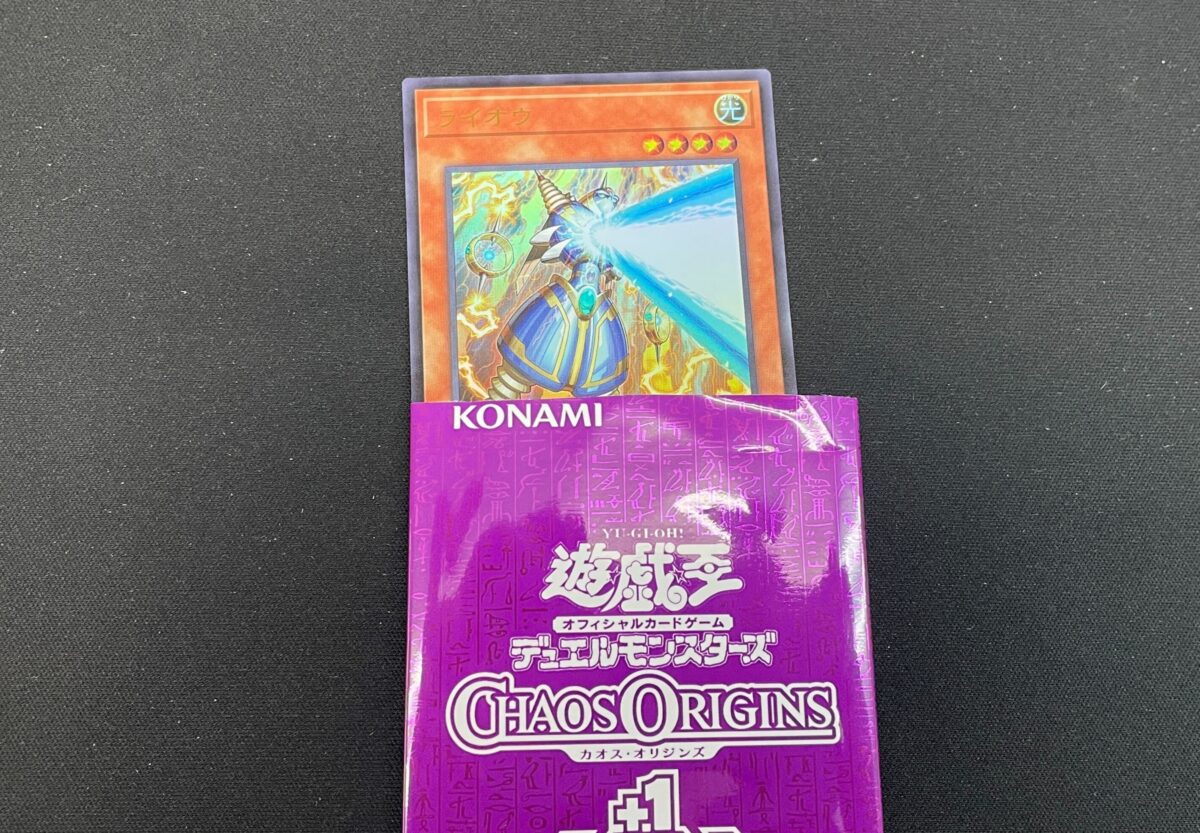 ライオウ
光
KONAMI
YU-GI-OH!
遊☆戯☆王
オフィシャルカードゲーム
デュエルモンスターズ
CHAOS ORIGINS
カオス・オリジンズ
+1